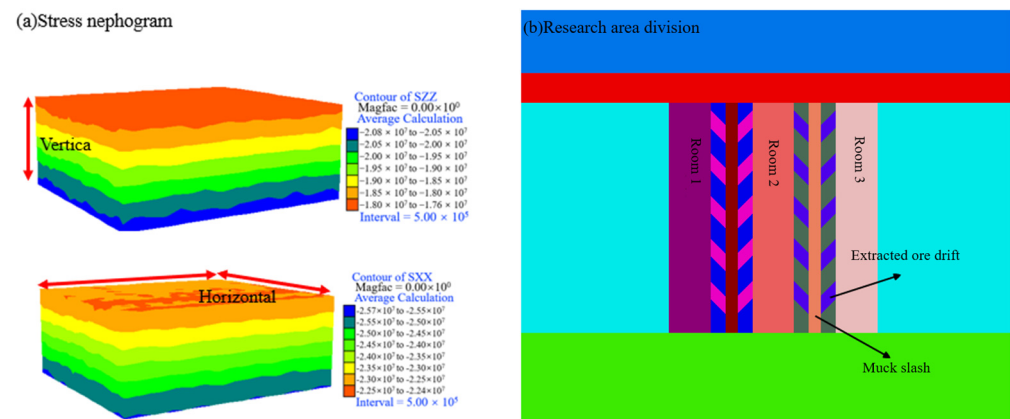 (a)Stress nephogram
Vertica
Contour of SZZ
Magfac = 0.00 × 10⁰
Average Calculation
−2.08 × 10⁷ to −2.05 × 10⁷
−2.05 × 10⁷ to −2.00 × 10⁷
−2.00 × 10⁷ to −1.95 × 10⁷
−1.95 × 10⁷ to −1.90 × 10⁷
−1.90 × 10⁷ to −1.85 × 10⁷
−1.85 × 10⁷ to −1.80 × 10⁷
−1.80 × 10⁷ to −1.76 × 10⁷
Interval = 5.00 × 10⁵
Horizontal
Contour of SXX
Magfac = 0.00×10⁰
Average Calculation
-2.57×10⁷ to -2.55×10⁷
-2.55×10⁷ to -2.50×10⁷
-2.50×10⁷ to -2.45×10⁷
-2.45×10⁷ to -2.40×10⁷
-2.40×10⁷ to -2.35×10⁷
-2.35×10⁷ to -2.30×10⁷
-2.30×10⁷ to -2.25×10⁷
-2.25×10⁷ to -2.24×10⁷
Interval = 5.00 × 10⁵
(b)Research area division
Room 1
Room 2
Room 3
Extracted ore drift
Muck slash